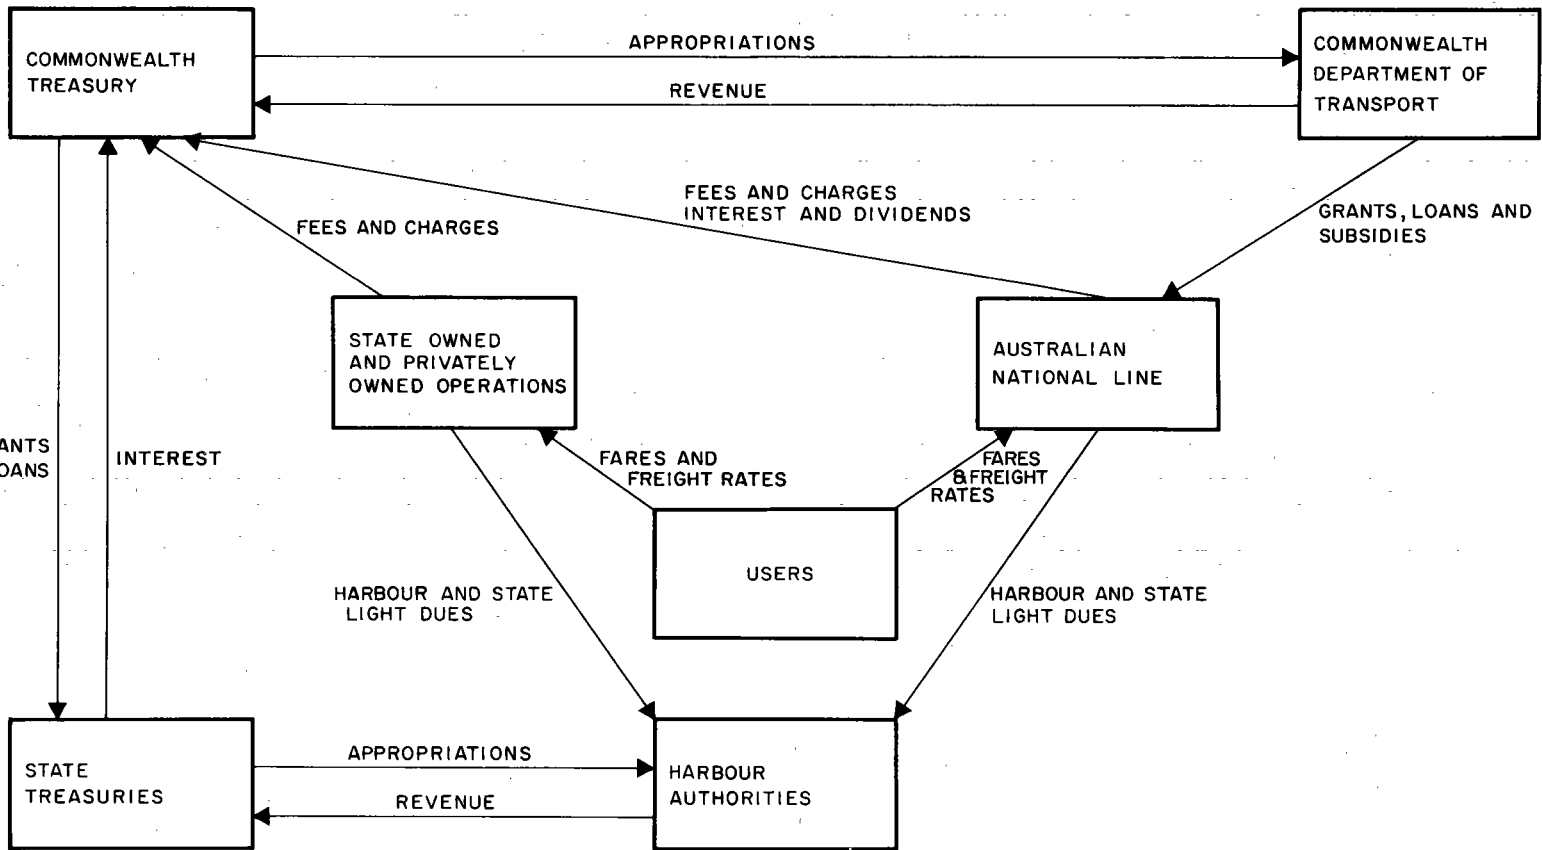 COMMONWEALTH
TREASURY
APPROPRIATIONS
REVENUE
COMMONWEALTH
DEPARTMENT OF
TRANSPORT
FEES AND CHARGES
FEES AND CHARGES
INTEREST AND DIVIDENDS
GRANTS, LOANS AND
SUBSIDIES
STATE OWNED
AND PRIVATELY
OWNED OPERATIONS
AUSTRALIAN
NATIONAL LINE
ANTS
OANS
INTEREST
FARES AND
FREIGHT RATES
FARES
&FREIGHT
RATES
USERS
HARBOUR AND STATE
LIGHT DUES
HARBOUR AND STATE
LIGHT DUES
STATE
TREASURIES
APPROPRIATIONS
REVENUE
HARBOUR
AUTHORITIES